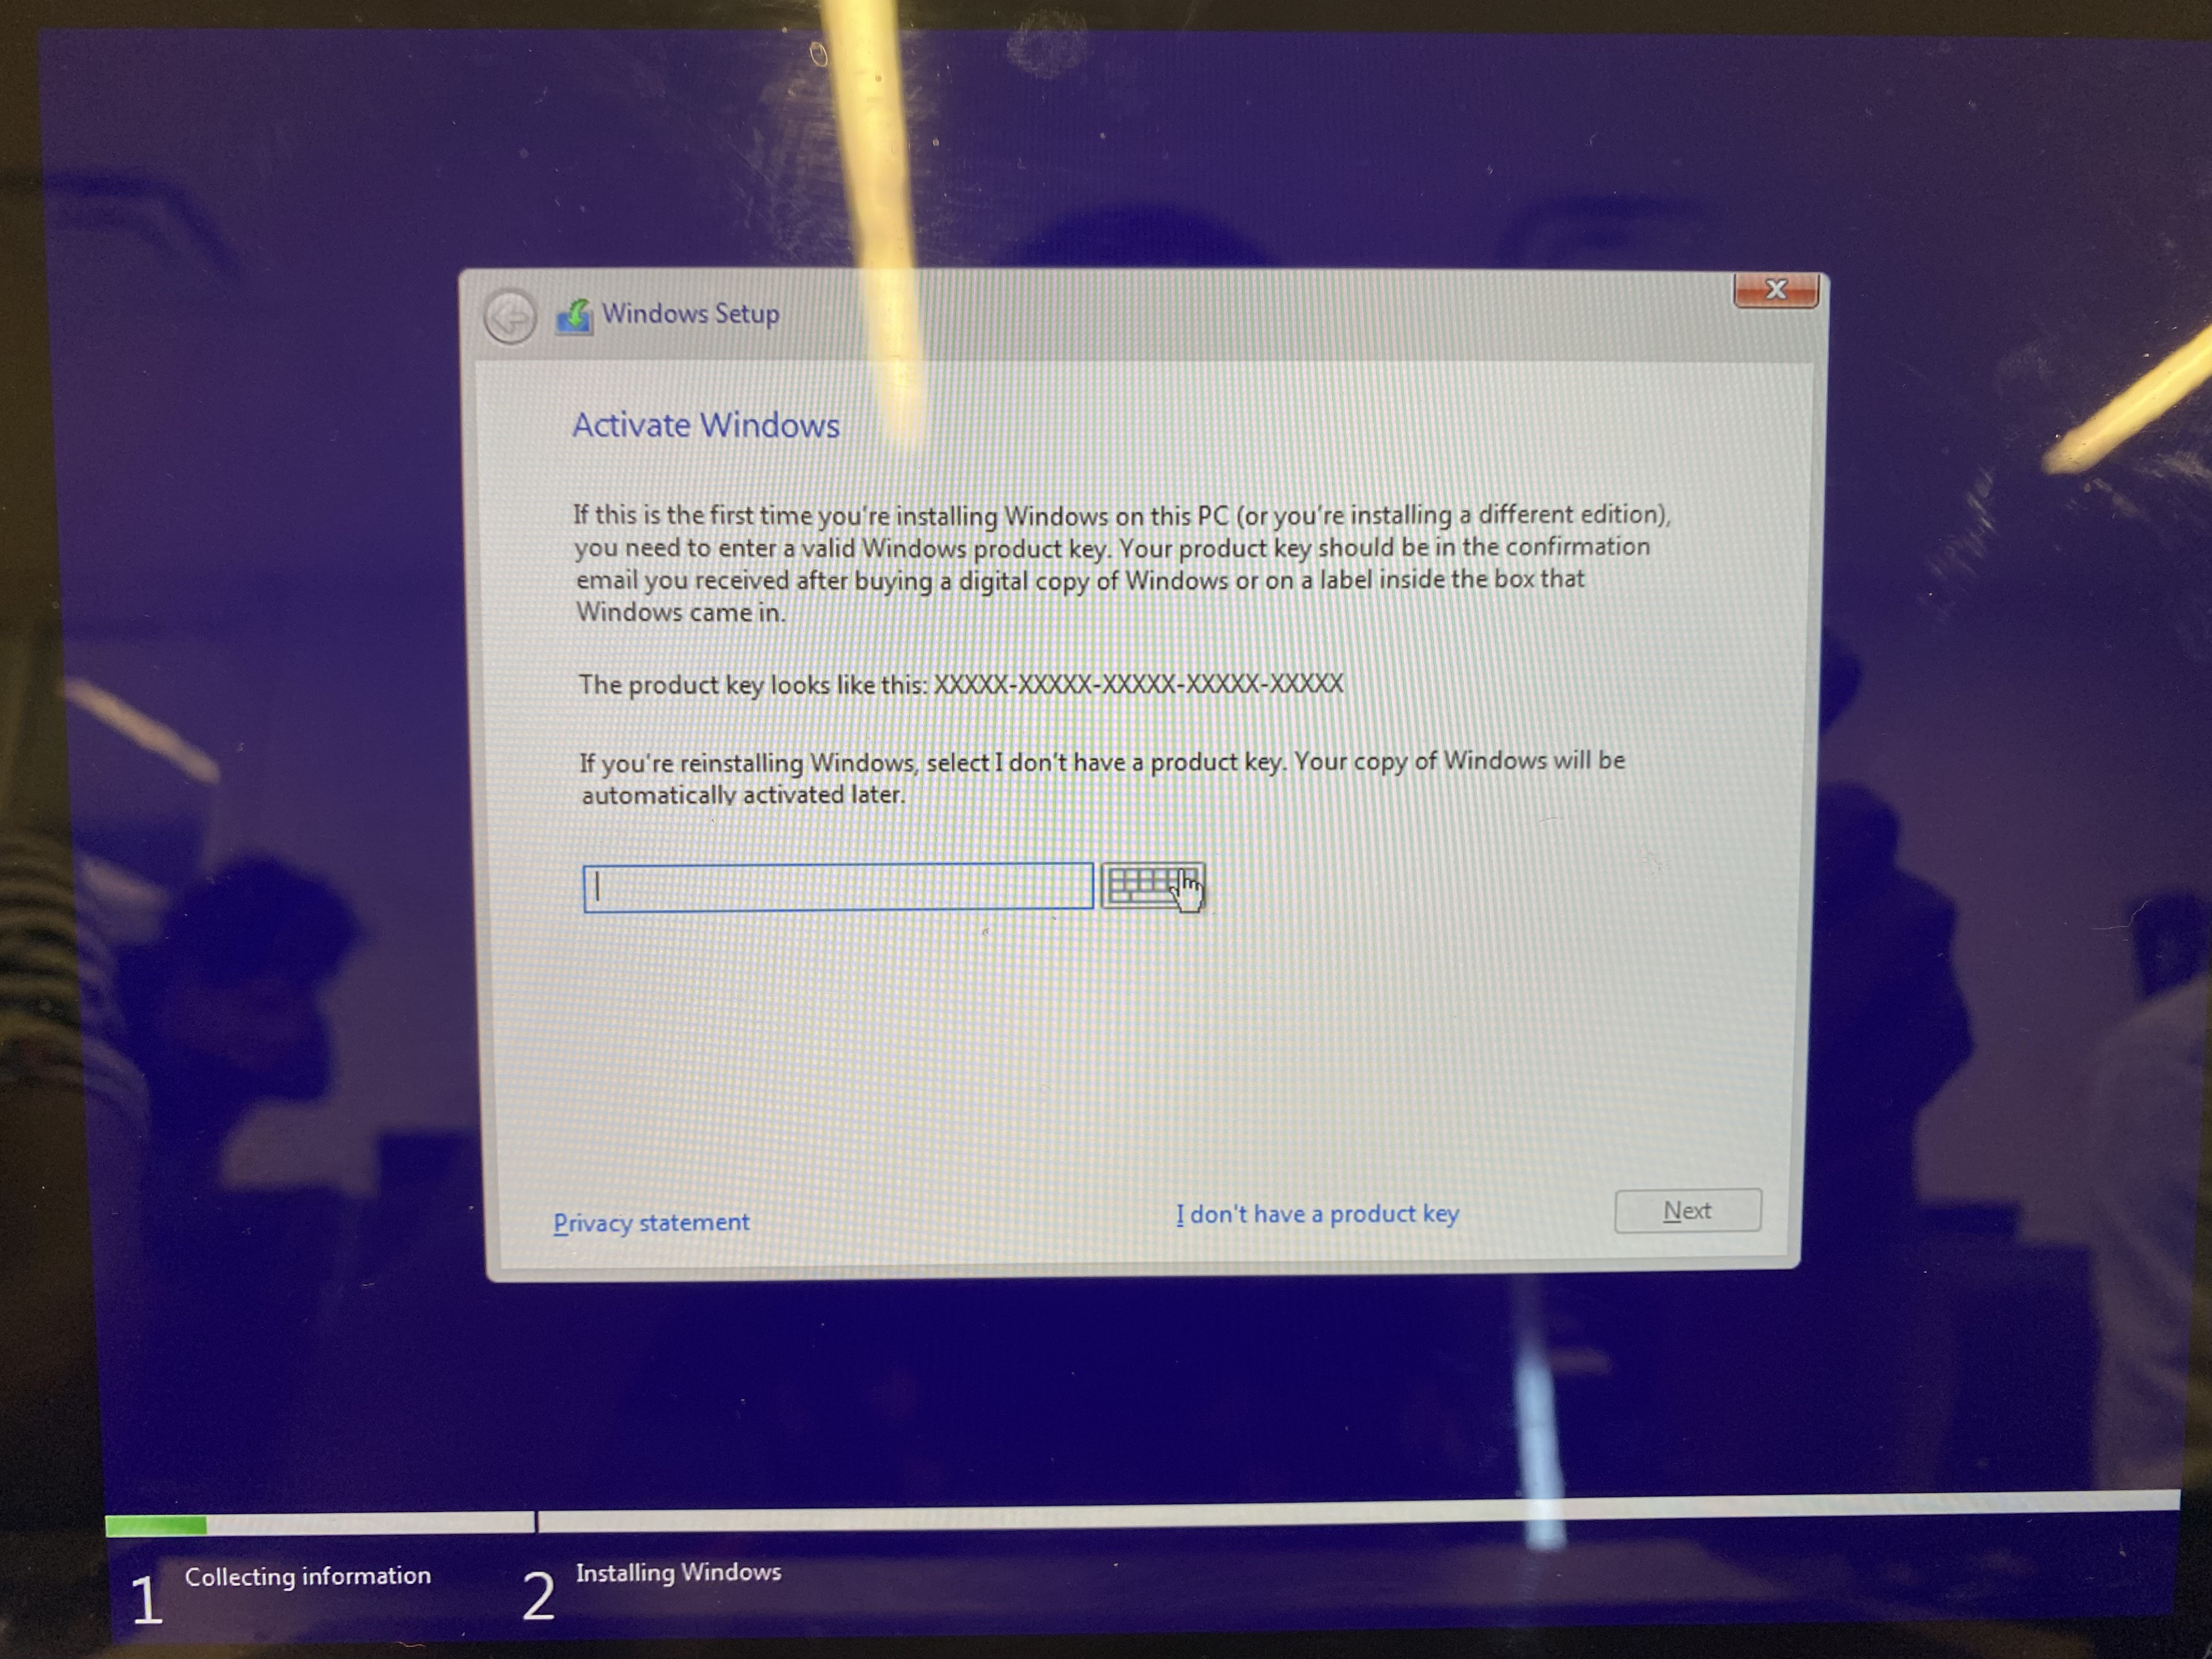 Windows Setup
Activate Windows
If this is the first time you're installing Windows on this PC (or you're installing a different edition),
you need to enter a valid Windows product key. Your product key should be in the confirmation
email you received after buying a digital copy of Windows or on a label inside the box that
Windows came in.
The product key looks like this: XXXXX-XXXXX-XXXXX-XXXXX-XXXXX
If you're reinstalling Windows, select I don't have a product key. Your copy of Windows will be
automatically activated later.
Privacy statement
I don't have a product key
Next
1 Collecting information
2 Installing Windows